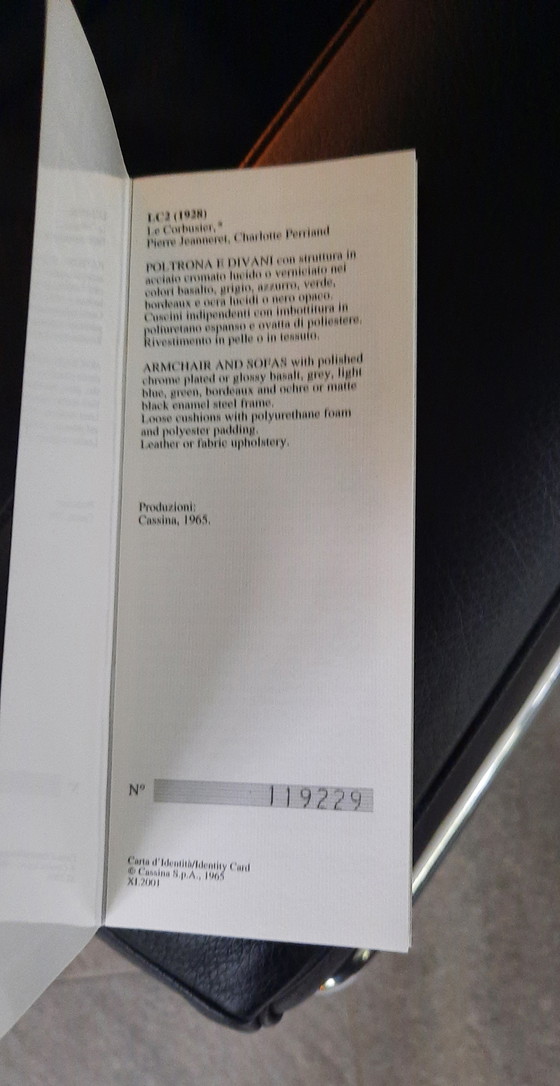 LC2 (1928)
Le Corbusier,*
Pierre Jeanneret, Charlotte Perriand
POLTRONA E DIVANI con struttura in
acciaio cromato lucido o verniciato nei
colori basalto, grigio, azzurro, verde,
bordeaux e ocra lucidi o nero opaco.
Cuscini indipendenti con imbottitura in
poliuretano espanso e ovatta di poliestere.
Rivestimento in pelle o in tessuto.
ARMCHAIR AND SOFAS with polished
chrome plated or glossy basalt, grey, light
blue, green, bordeaux and ochre or matte
black enamel steel frame.
Loose cushions with polyurethane foam
and polyester padding.
Leather or fabric upholstery.
Produzioni:
Cassina, 1965.
Nº 119229
Carta d'Identità/Identity Card
© Cassina S.p.A., 1965
XI.2001